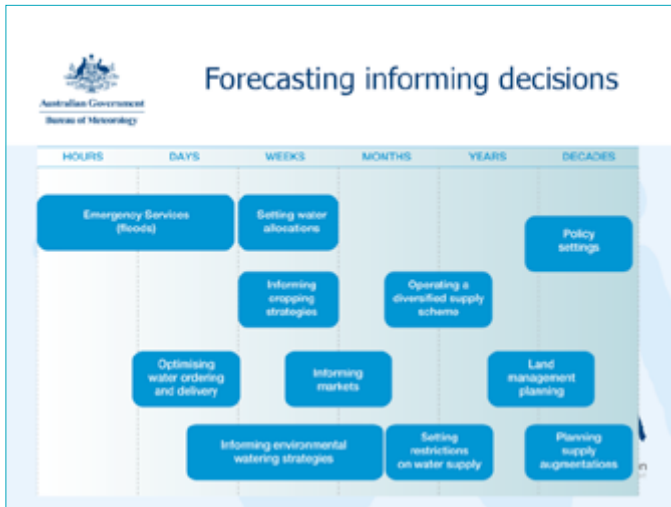 Forecasting informing decisions
Australian Government
Bureau of Meteorology
HOURS DAYS WEEKS MONTHS YEARS DECADES
Emergency Services
(floods)
Setting water
allocations
Policy
settings
Informing
cropping
strategies
Operating a
diversified supply
scheme
Optimising
water ordering
and delivery
Informing
markets
Land
management
planning
Informing environmental
watering strategies
Setting
restrictions
on water supply
Planning
supply
augmentations